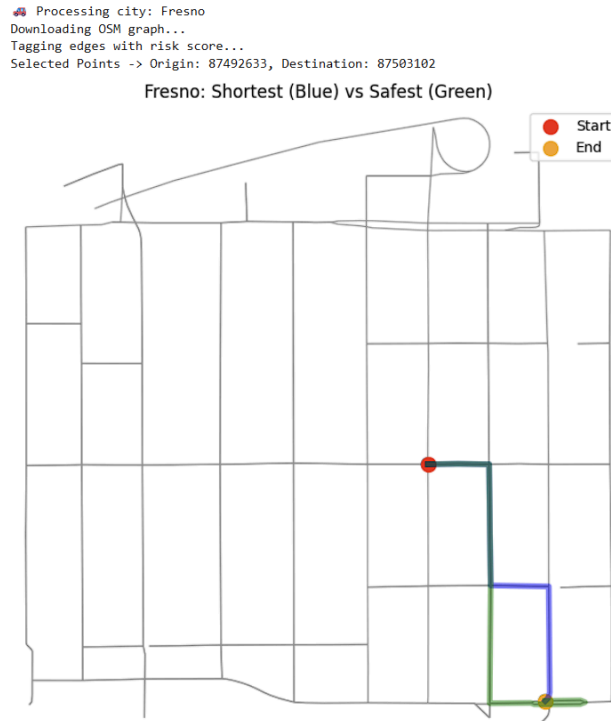 🚑 Processing city: Fresno
Downloading OSM graph...
Tagging edges with risk score...
Selected Points -> Origin: 87492633, Destination: 87503102
Fresno: Shortest (Blue) vs Safest (Green)
Start
End